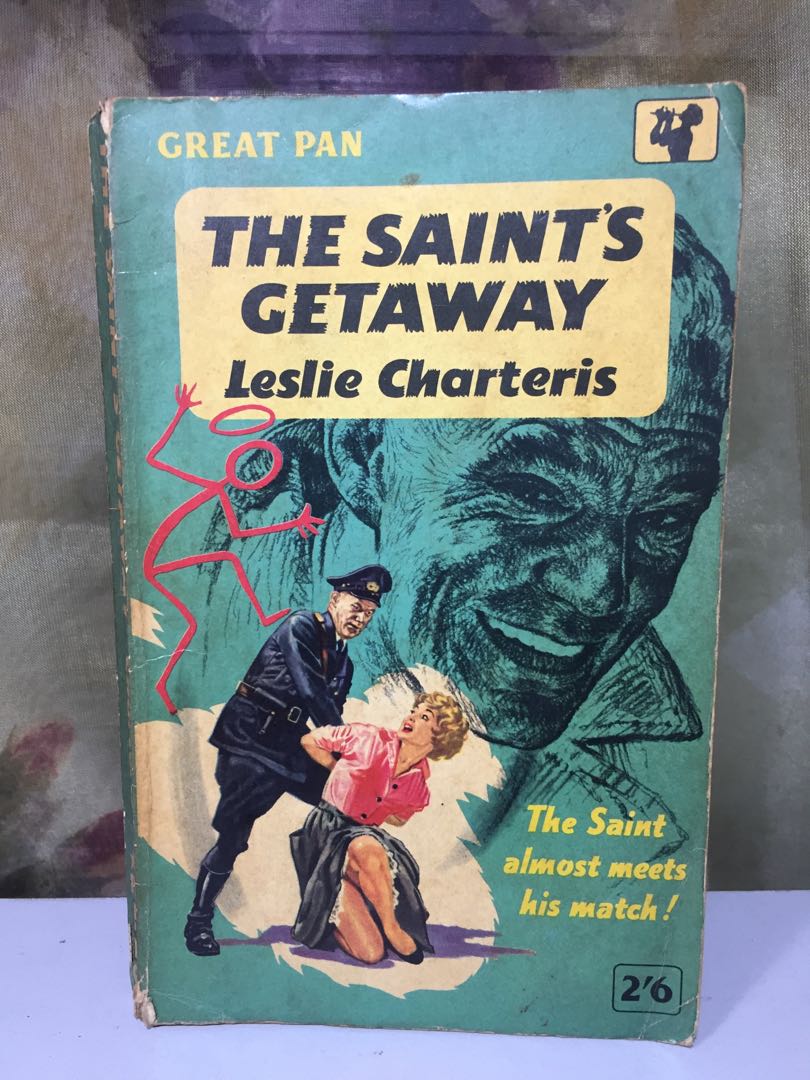 GREAT PAN
THE SAINT'S
GETAWAY
Leslie Charteris
The Saint
almost meets
his match!
2'6